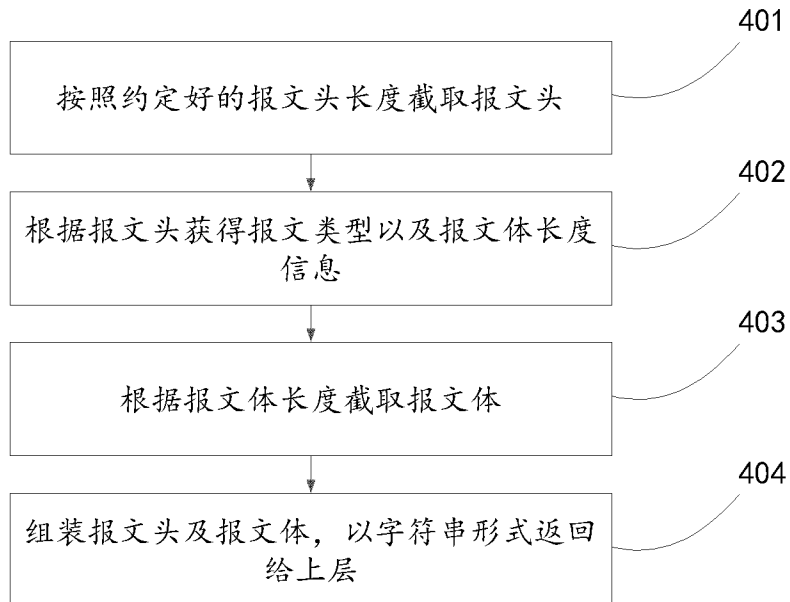 401
按照约定好的报文头长度截取报文头
402
根据报文头获得报文类型以及报文体长度
信息
403
根据报文体长度截取报文体
404
组装报文头及报文体，以字符串形式返回
给上层